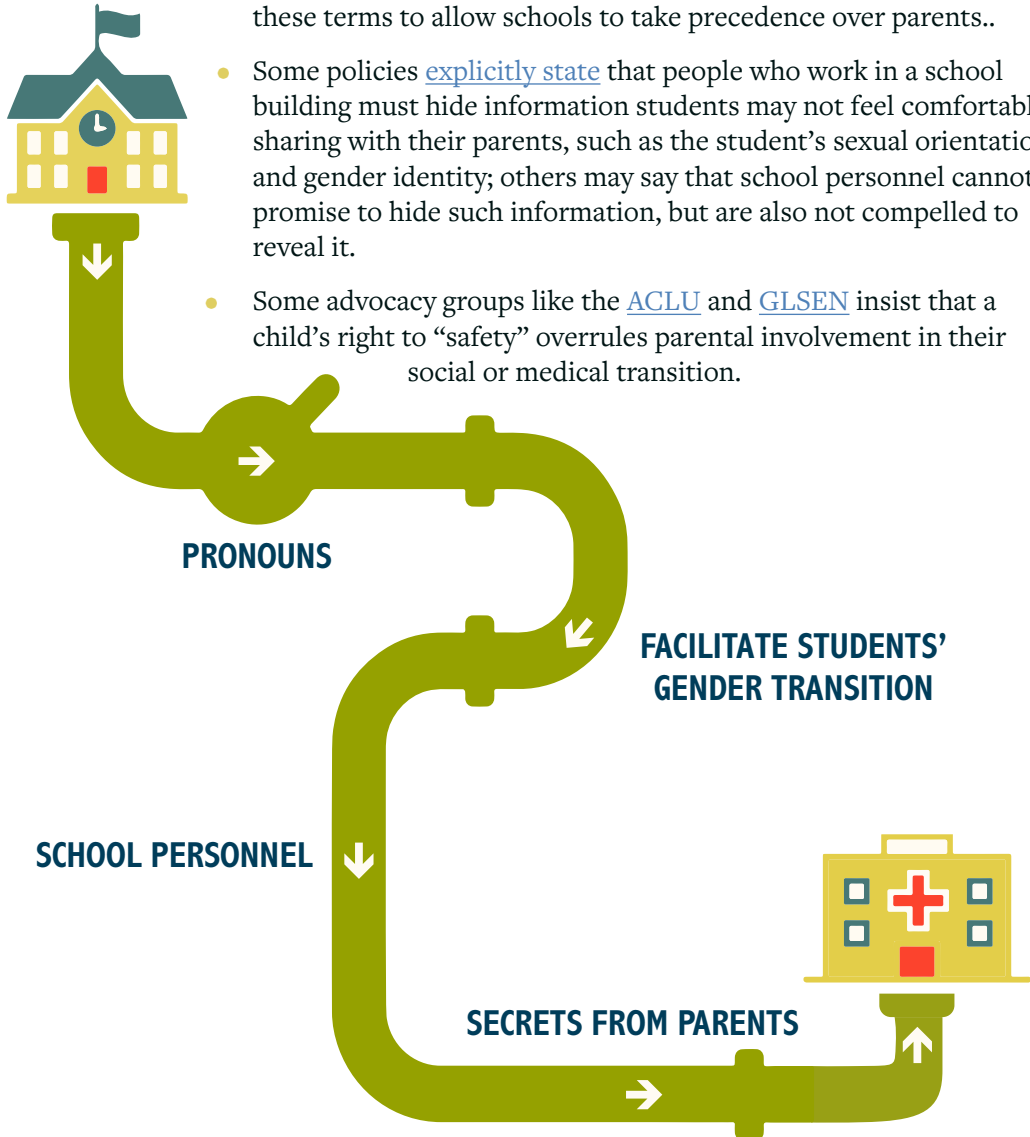 these terms to allow schools to take precedence over parents..
Some policies explicitly state that people who work in a school
building must hide information students may not feel comfortabl
sharing with their parents, such as the student’s sexual orientatio
and gender identity; others may say that school personnel cannot
promise to hide such information, but are also not compelled to
reveal it.
Some advocacy groups like the ACLU and GLSEN insist that a
child’s right to “safety” overrules parental involvement in their
social or medical transition.
PRONOUNS
FACILITATE STUDENTS’
GENDER TRANSITION
SCHOOL PERSONNEL
SECRETS FROM PARENTS